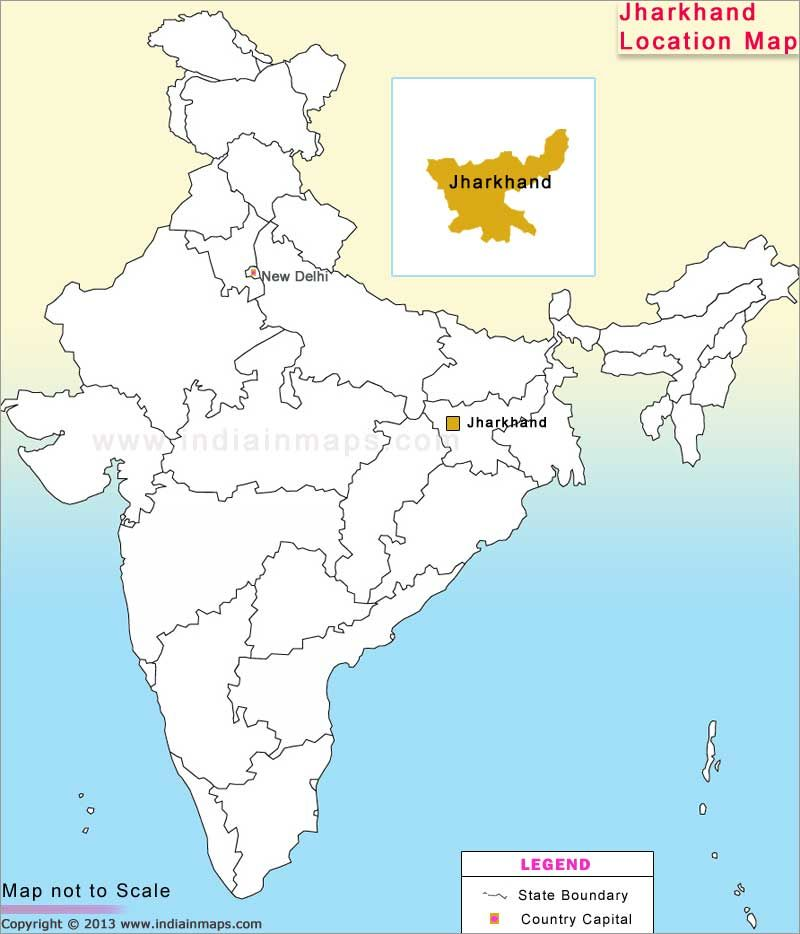 Jharkhand
Location Map
Jharkhand
New Delhi
Jharkhand
www.indiainmaps.com
LEGEND
State Boundary
Country Capital
Map not to Scale
Copyright © 2013 www.indiainmaps.com